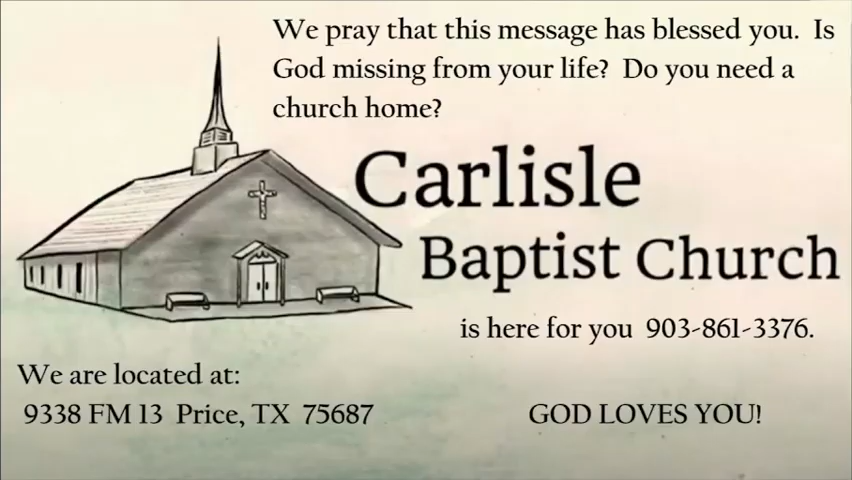 We pray that this message has blessed you.  Is
God missing from your life?  Do you need a
church home?
Carlisle
Baptist Church
is here for you  903-861-3376.
We are located at:
9338 FM 13  Price, TX  75687
GOD LOVES YOU!